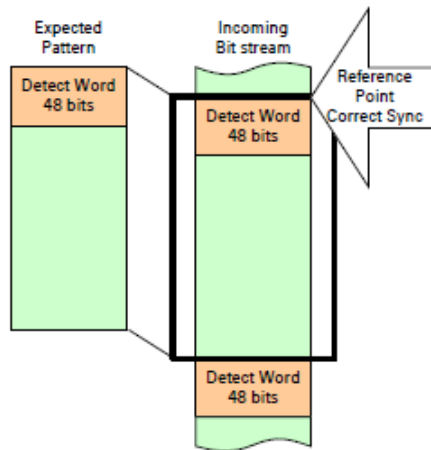 Expected
Pattern
Incoming
Bit stream
Detect Word
48 bits
Reference
Point
Correct Sync
Detect Word
48 bits
Detect Word
48 bits